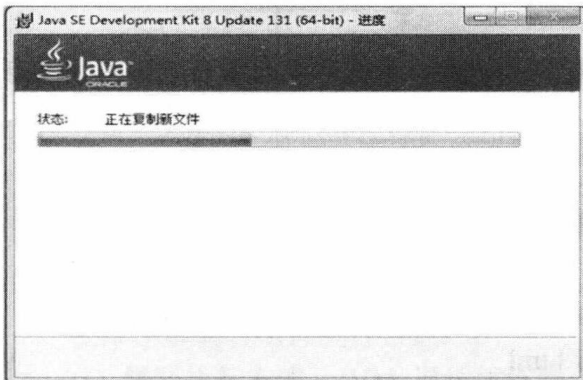 Java SE Development Kit 8 Update 131 (64-bit) - 进度
Java
ORACLE
状态: 正在复制新文件